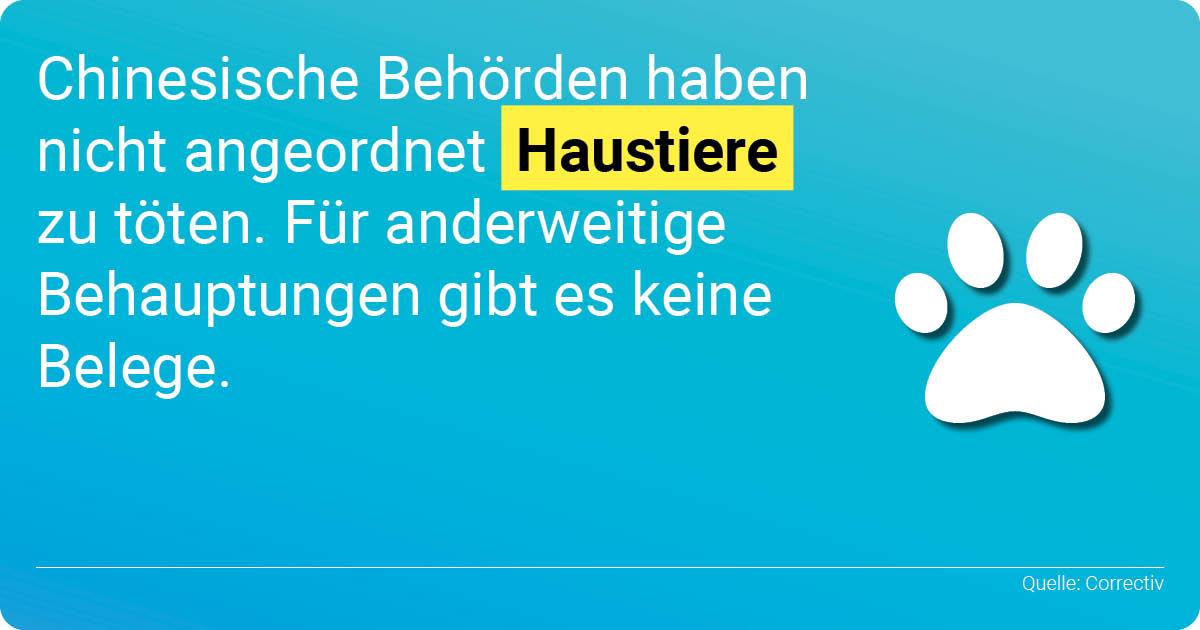 Chinesische Behörden haben
nicht angeordnet Haustiere
zu töten. Für anderweitige
Behauptungen gibt es keine
Belege.
Quelle: Correctiv